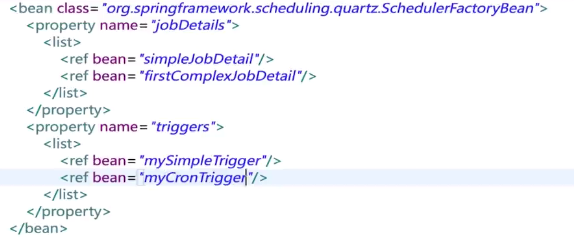 <bean class="org.springframework.scheduling.quartz.SchedulerFactoryBean">
<property name="jobDetails">
<list>
<ref bean="simpleJobDetail"/>
<ref bean="firstComplexJobDetail"/>
</list>
</property>
<property name="triggers">
<list>
<ref bean="mySimpleTrigger"/>
<ref bean="myCronTrigger"/>
</list>
</property>
</bean>